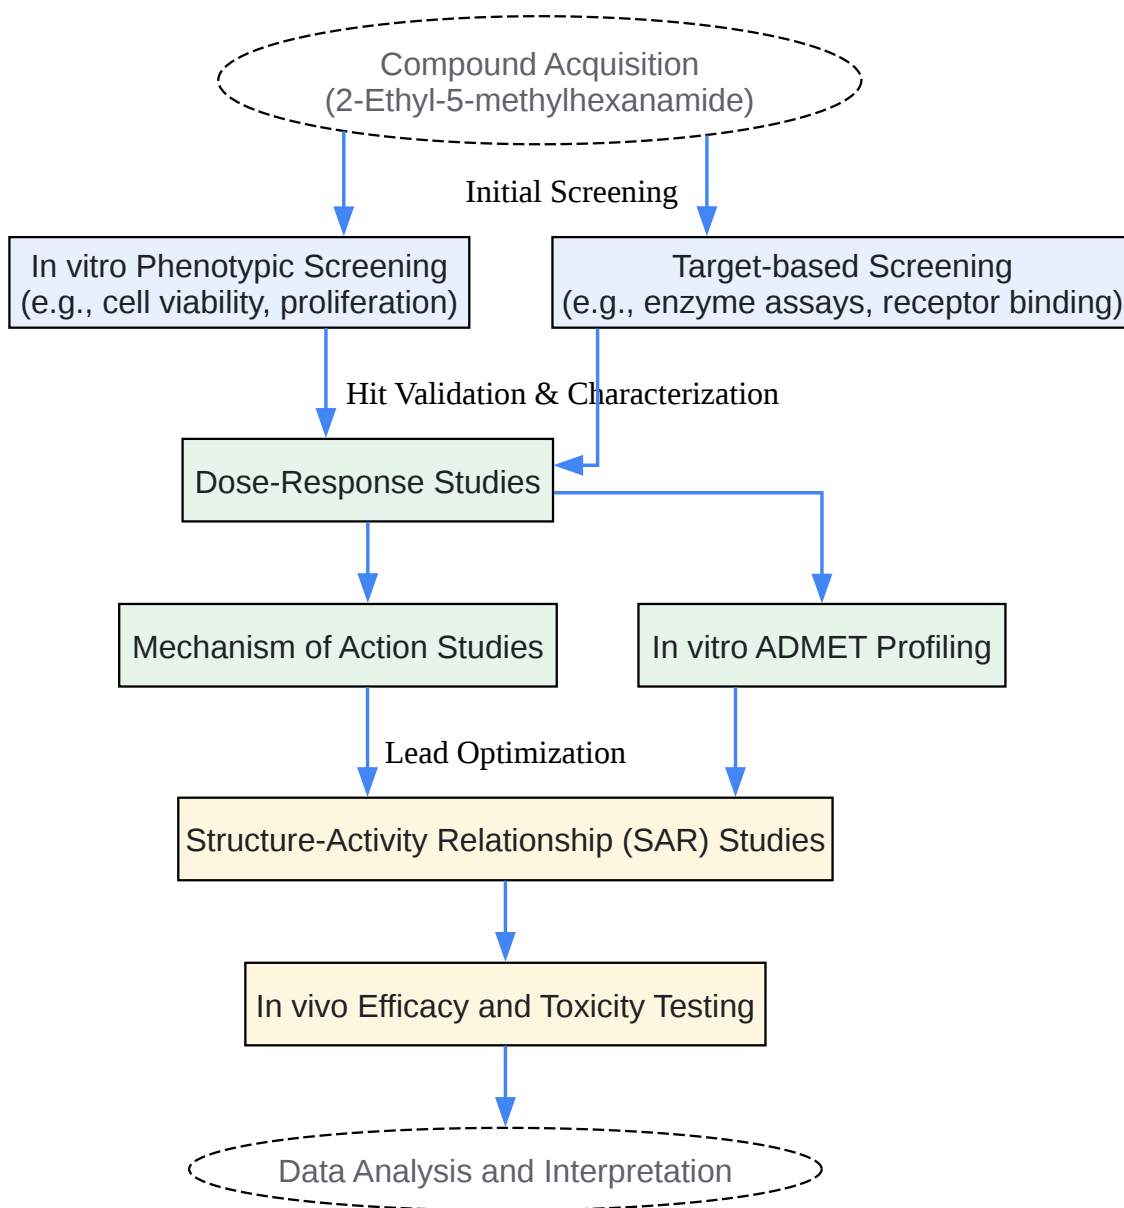 Compound Acquisition
(2-Ethyl-5-methylhexanamide)
Initial Screening
In vitro Phenotypic Screening
(e.g., cell viability, proliferation)
Target-based Screening
(e.g., enzyme assays, receptor binding)
Hit Validation & Characterization
Dose-Response Studies
Mechanism of Action Studies
In vitro ADMET Profiling
Lead Optimization
Structure-Activity Relationship (SAR) Studies
In vivo Efficacy and Toxicity Testing
Data Analysis and Interpretation